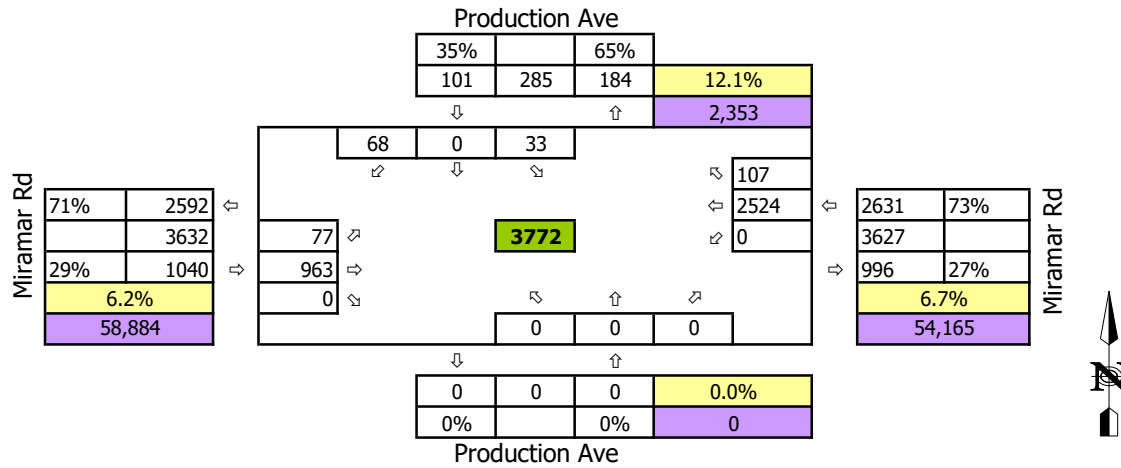 Production Ave
35% 65%
101 285 184 12.1%
⇩ ⇧ 2,353
68 0 33
⬃ ⇩ ⬂
107
71% 2592 ⇦ ⇦ 2524 ⇦ 2631 73%
3632 77 3772 0 3627
29% 1040 ⇨ 963 ⇨ ⇨ 996 27%
6.2% 0 6.7%
58,884 0 0 0 54,165
Miramar Rd
Miramar Rd
N
⇩ ⇧
0 0 0 0.0%
0% 0% 0
Production Ave